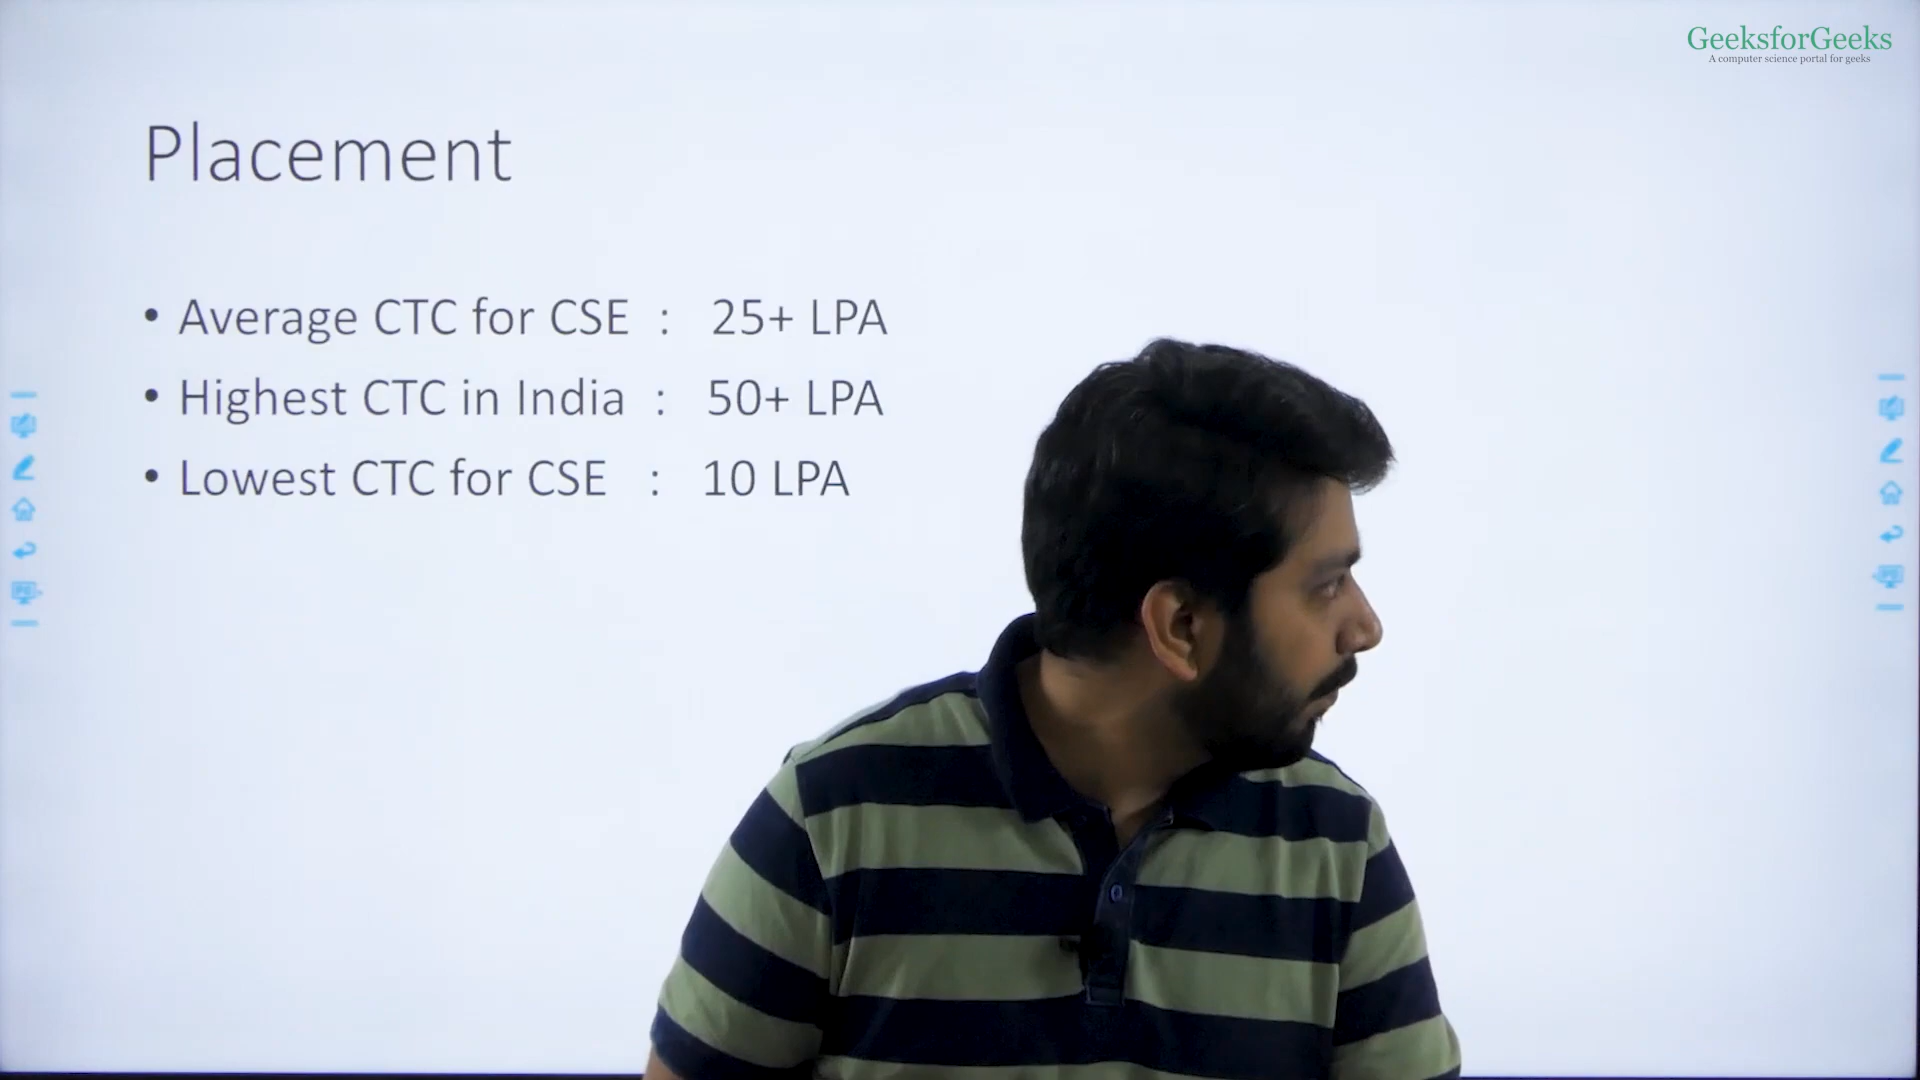 GeeksforGeeks
A computer science portal for geeks
Placement
• Average CTC for CSE : 25+ LPA
• Highest CTC in India : 50+ LPA
• Lowest CTC for CSE : 10 LPA